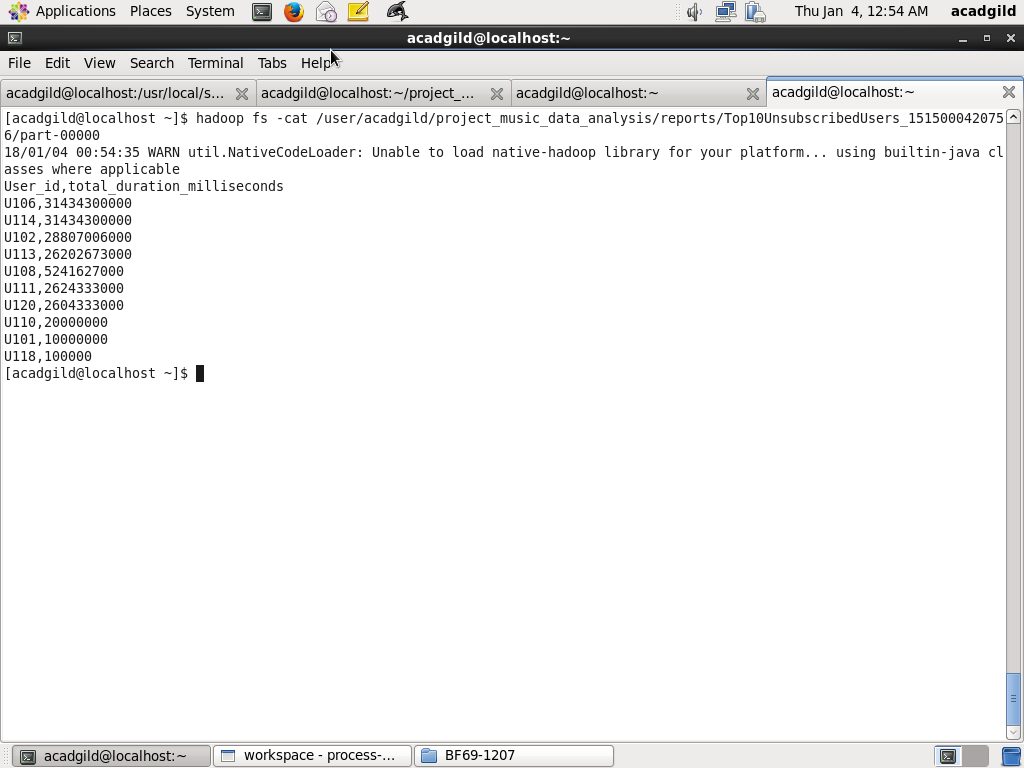 Applications Places System Thu Jan 4, 12:54 AM acadgild
acadgild@localhost:~
File Edit View Search Terminal Tabs Help
acadgild@localhost:/usr/local/s... acadgild@localhost:~/project_... acadgild@localhost:~ acadgild@localhost:~
[acadgild@localhost ~]$ hadoop fs -cat /user/acadgild/project_music_data_analysis/reports/Top10UnsubscribedUsers_151500042075
6/part-00000
18/01/04 00:54:35 WARN util.NativeCodeLoader: Unable to load native-hadoop library for your platform... using builtin-java cl
asses where applicable
User_id,total_duration_milliseconds
U106,31434300000
U114,31434300000
U102,28807006000
U113,26202673000
U108,5241627000
U111,2624333000
U120,2604333000
U110,20000000
U101,10000000
U118,100000
[acadgild@localhost ~]$
acadgild@localhost:~ workspace - process-... BF69-1207